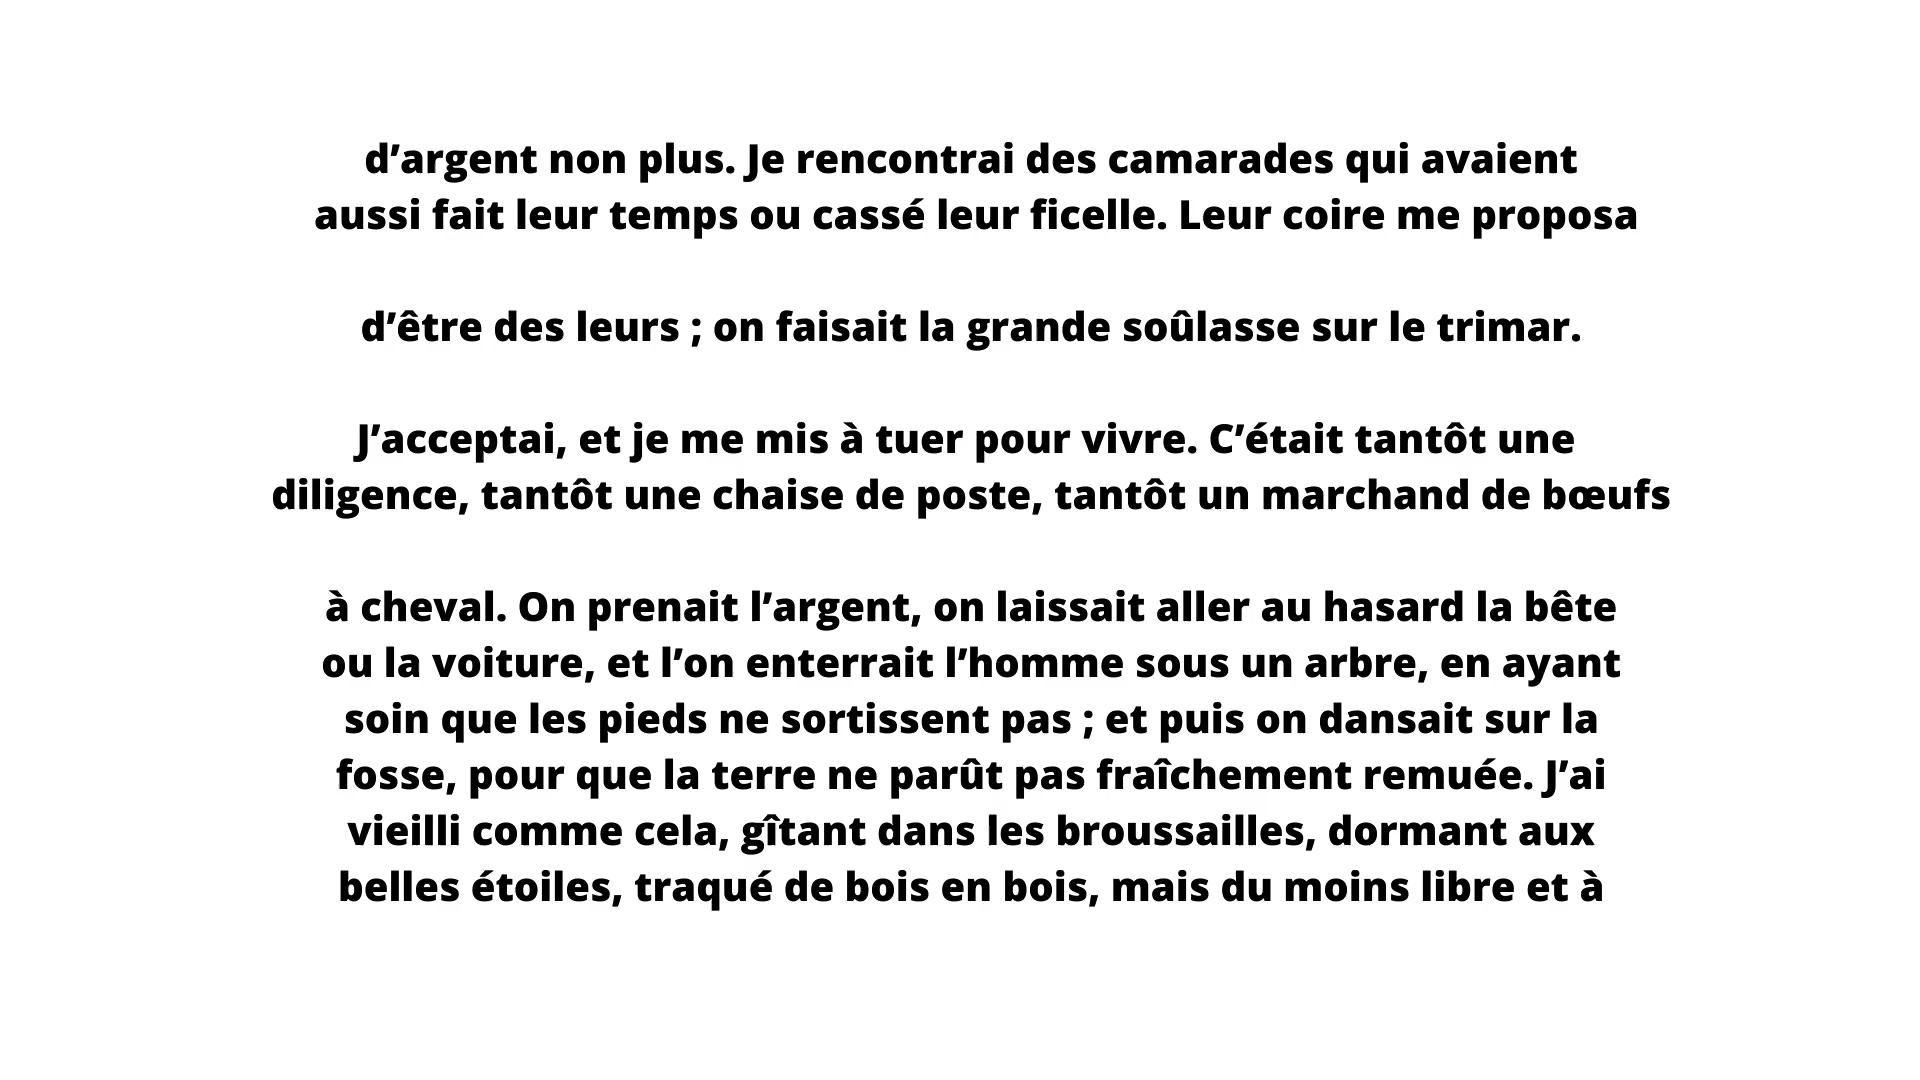 d’argent non plus. Je rencontrai des camarades qui avaient
aussi fait leur temps ou cassé leur ficelle. Leur coire me proposa
d’être des leurs ; on faisait la grande soûlasse sur le trimar.
J’acceptai, et je me mis à tuer pour vivre. C’était tantôt une
diligence, tantôt une chaise de poste, tantôt un marchand de bœufs
à cheval. On prenait l’argent, on laissait aller au hasard la bête
ou la voiture, et l’on enterrait l’homme sous un arbre, en ayant
soin que les pieds ne sortissent pas ; et puis on dansait sur la
fosse, pour que la terre ne parût pas fraîchement remuée. J’ai
vieilli comme cela, gîtant dans les broussailles, dormant aux
belles étoiles, traqué de bois en bois, mais du moins libre et à